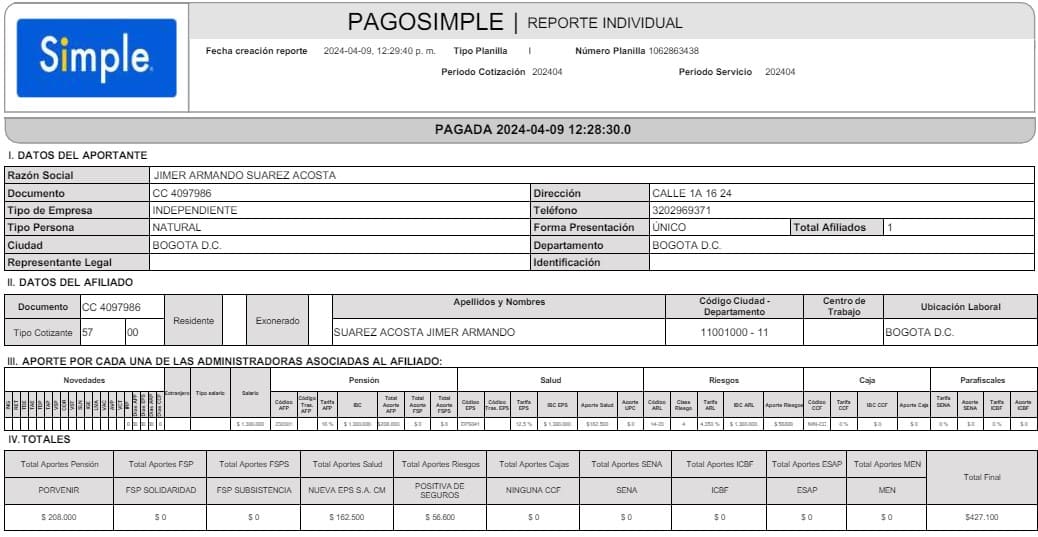 Simple.
PAGOSIMPLE | REPORTE INDIVIDUAL
Fecha creación reporte 2024-04-09, 12:29:40 p. m. Tipo Planilla I Número Planilla 1062863438
Periodo Cotización 202404 Periodo Servicio 202404
PAGADA 2024-04-09 12:28:30.0
I. DATOS DEL APORTANTE
Razón Social JIMER ARMANDO SUAREZ ACOSTA
Documento CC 4097986 Dirección CALLE 1A 16 24
Tipo de Empresa INDEPENDIENTE Teléfono 3202969371
Tipo Persona NATURAL Forma Presentación ÚNICO Total Afiliados 1
Ciudad BOGOTA D.C. Departamento BOGOTA D.C.
Representante Legal Identificación
II. DATOS DEL AFILIADO
Documento CC 4097986 Residente Exonerado Apellidos y Nombres Código Ciudad - Departamento Centro de Trabajo Ubicación Laboral
Tipo Cotizante 57 00 SUAREZ ACOSTA JIMER ARMANDO 11001000 - 11 BOGOTA D.C.
III. APORTE POR CADA UNA DE LAS ADMINISTRADORAS ASOCIADAS AL AFILIADO:
Novedades Extranjero Tipo salario Salario Pensión Salud Riesgos Caja Parafiscales
Código AFP Código Tras. AFP Tarifa AFP IBC Total Aporte AFP Total Aporte FSP Total Aporte FSPS Código EPS Código Tras. EPS Tarifa EPS IBC EPS Aporte Salud Aporte UPC Código ARL Clase Riesgo Tarifa ARL IBC ARL Aporte Riesgos Código CCF Tarifa CCF IBC CCF Aporte Caja Tarifa SENA Aporte SENA Tarifa ICBF Aporte ICBF
$ 1.300.000 16 % $ 1.300.000 $208.000 $ 0 $ 0 12,5 % $ 1.300.000 $162.500 $ 0 4 4.350 % $ 1.300.000 0 % $ 0 $ 0 0 % $ 0 0 % $ 0
IV. TOTALES
Total Aportes Pensión Total Aportes FSP Total Aportes FSPS Total Aportes Salud Total Aportes Riesgos Total Aportes Cajas Total Aportes SENA Total Aportes ICBF Total Aportes ESAP Total Aportes MEN Total Final
PORVENIR FSP SOLIDARIDAD FSP SUBSISTENCIA NUEVA EPS S.A. CM POSITIVA DE SEGUROS NINGUNA CCF SENA ICBF ESAP MEN
$ 208.000 $ 0 $ 0 $ 162.500 $ 56.600 $ 0 $ 0 $ 0 $ 0 $ 0 $427.100